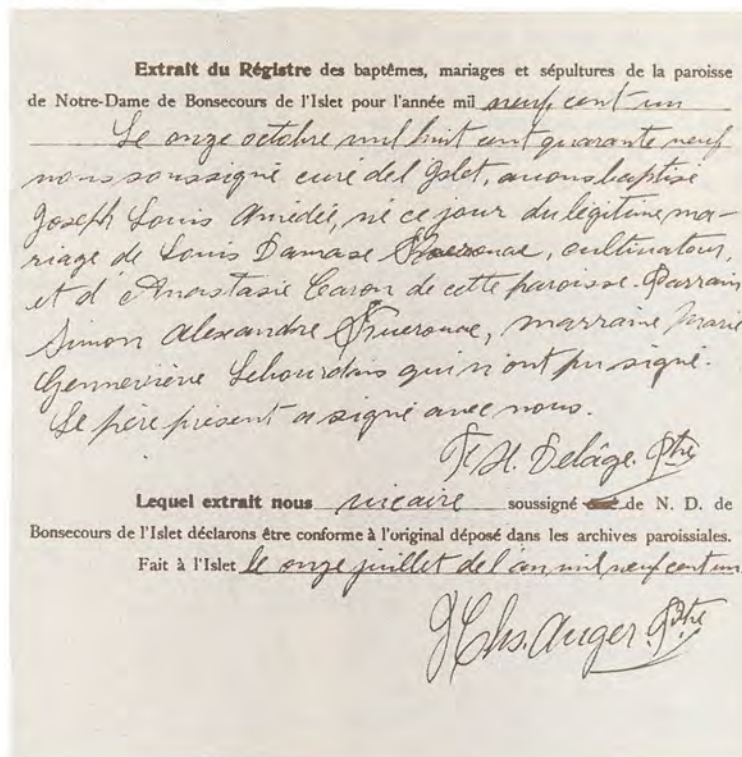 Extrait du Régistre des baptêmes, mariages et sépultures de la paroisse
de Notre-Dame de Bonsecours de l'Islet pour l'année mil neuf cent un
Le onze octobre mil huit cent quarante neuf
nous soussigné curé de l'Islet, avons baptisé
Joseph Louis Amédée, né ce jour du légitime ma-
riage de Louis Damase Kuerouac, cultivateur,
et d'Anastasie Caron de cette paroisse. Parrain
Simon Alexandre Kuerouac, marraine Marie
Genneviève Lebourdais qui n'ont pu signé.
Le père présent a signé avec nous.
F. H. Delâge. Ptre
Lequel extrait nous vicaire soussigné de N. D. de
Bonsecours de l'Islet déclarons être conforme à l'original déposé dans les archives paroissiales.
Fait à l'Islet le onze juillet de l'an mil neuf cent un
J Chs. Auger. Ptre